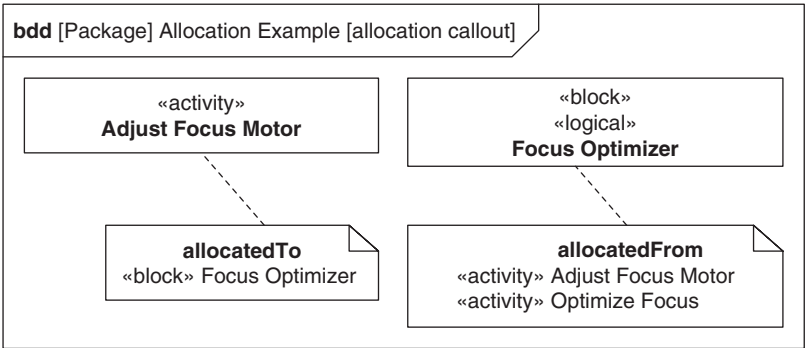 bdd [Package] Allocation Example [allocation callout]
«activity»
Adjust Focus Motor
«block»
«logical»
Focus Optimizer
allocatedTo
«block» Focus Optimizer
allocatedFrom
«activity» Adjust Focus Motor
«activity» Optimize Focus